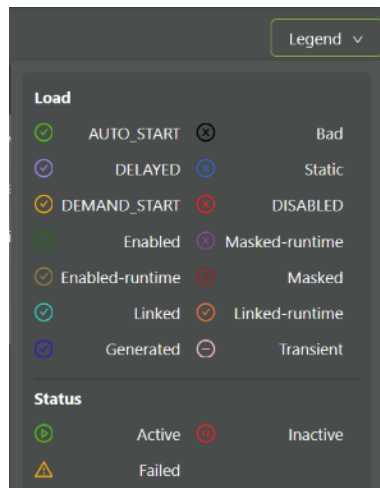 Legend
Load
AUTO_START Bad
DELAYED Static
DEMAND_START DISABLED
Enabled Masked-runtime
Enabled-runtime Masked
Linked Linked-runtime
Generated Transient
Status
Active Inactive
Failed